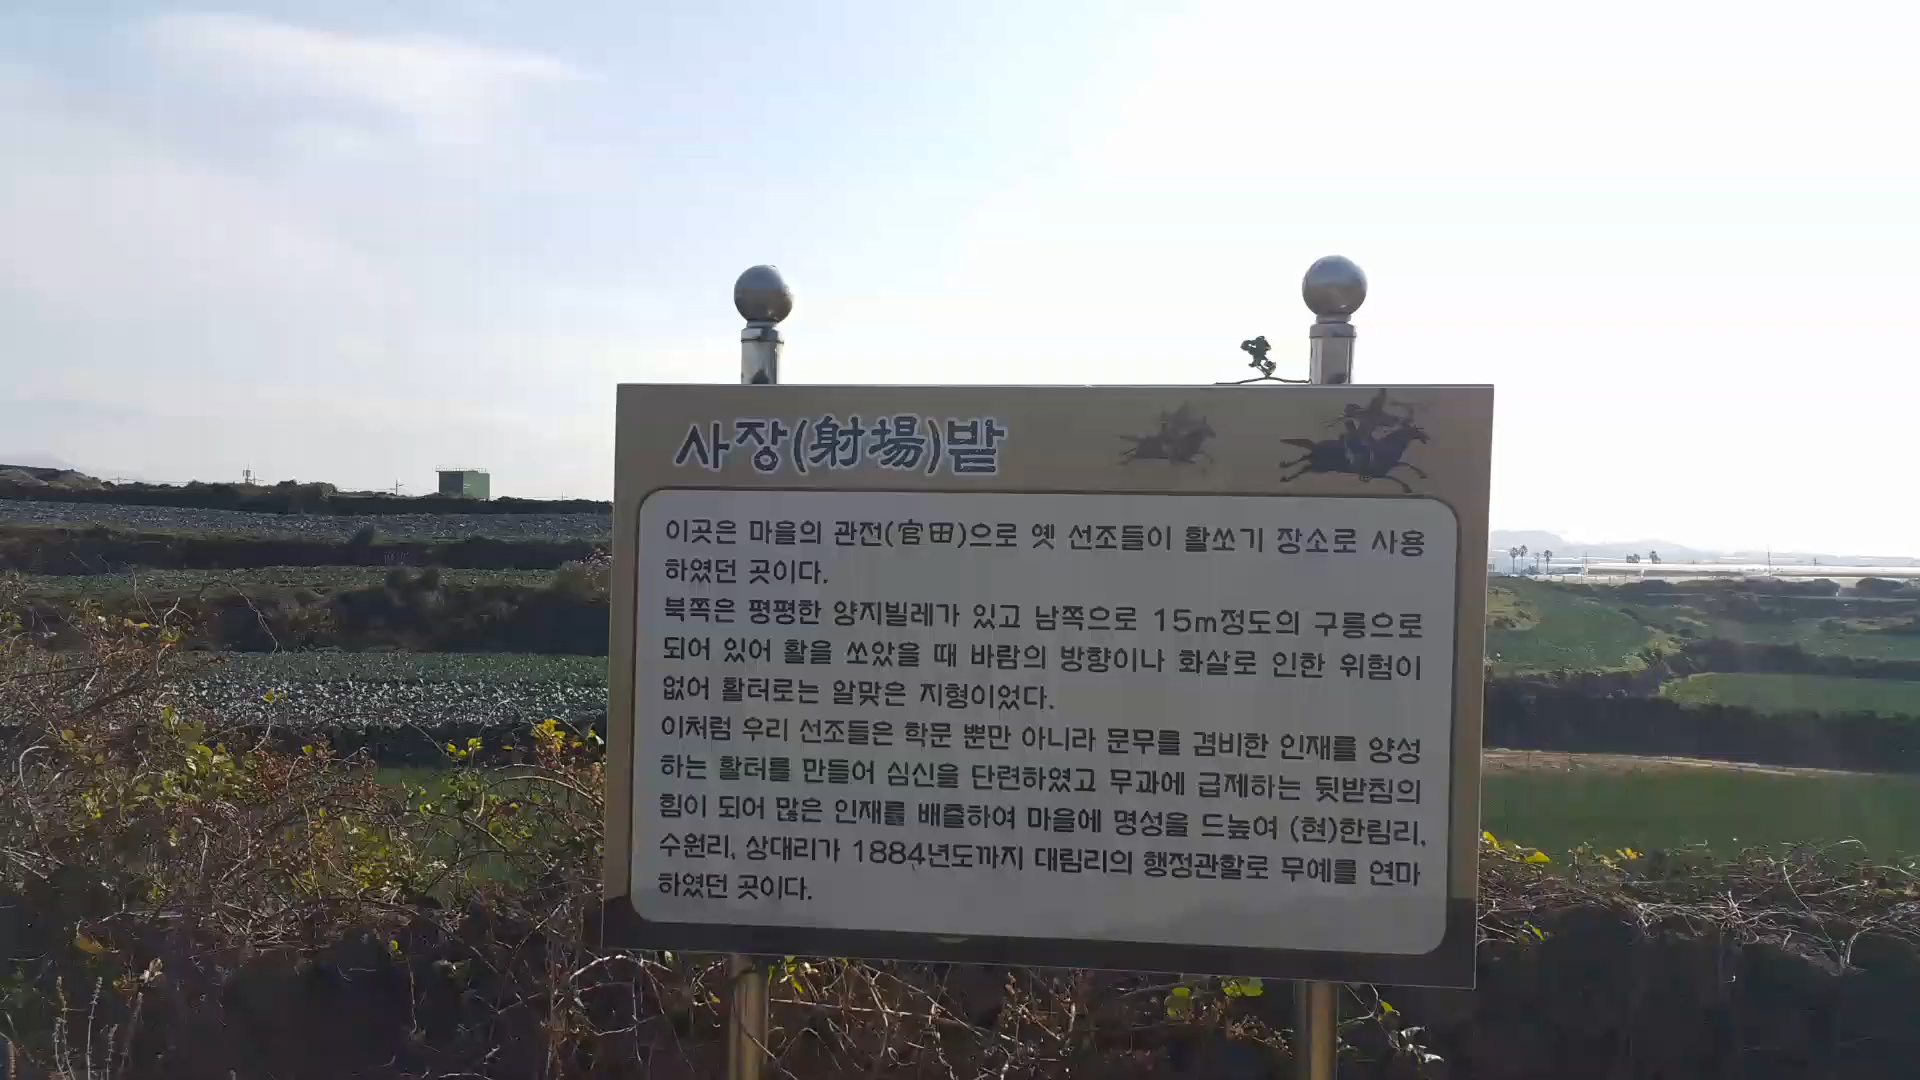 사장(射場)밭
이곳은 마을의 관전(官田)으로 옛 선조들이 활쏘기 장소로 사용
하였던 곳이다.
북쪽은 평평한 양지빌레가 있고 남쪽으로 15m정도의 구릉으로
되어 있어 활을 쏘았을 때 바람의 방향이나 화살로 인한 위험이
없어 활터로는 알맞은 지형이었다.
이처럼 우리 선조들은 학문 뿐만 아니라 문무를 겸비한 인재를 양성
하는 활터를 만들어 심신을 단련하였고 무과에 급제하는 뒷받침의
힘이 되어 많은 인재를 배출하여 마을에 명성을 드높여 (현)한림리,
수원리, 상대리가 1884년도까지 대림리의 행정관할로 무예를 연마
하였던 곳이다.